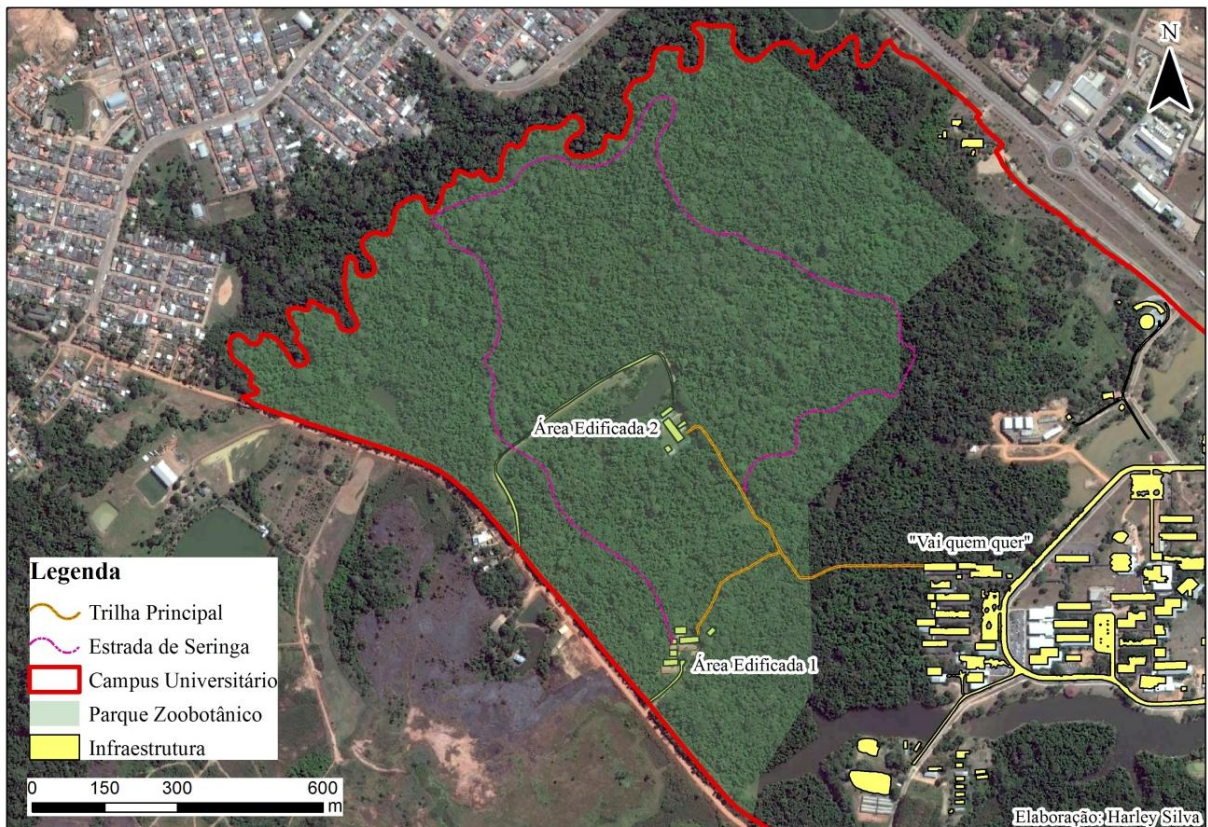 N
Área Edificada 2
"Vai quem quer"
Área Edificada 1
Legenda
Trilha Principal
Estrada de Seringa
Campus Universitário
Parque Zoobotânico
Infraestrutura
0 150 300 600
m
Elaboração: Harley Silva